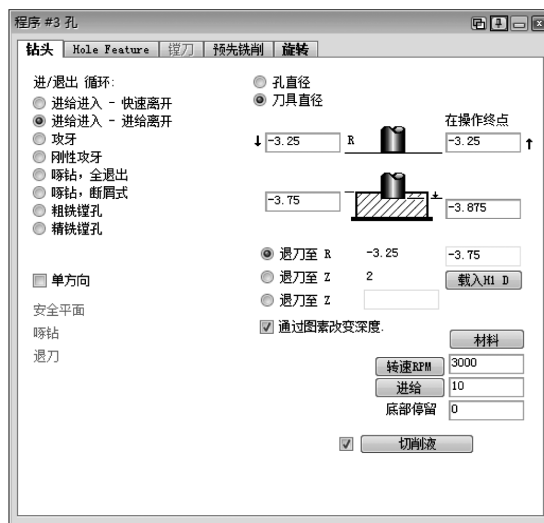 程序 #3 孔
钻头 Hole Feature 镗刀 预先铣削 旋转
进/退出 循环:
进给进入 - 快速离开
进给进入 - 进给离开
攻牙
刚性攻牙
啄钻，全退出
啄钻，断屑式
粗铣镗孔
精铣镗孔
单方向
安全平面
啄钻
退刀
孔直径
刀具直径
在操作终点
-3.25 R -3.25
-3.75 -3.875
退刀至 R -3.25 -3.75
退刀至 Z 2 载入H1 D
退刀至 Z
通过图素改变深度.
材料
转速RPM 3000
进给 10
底部停留 0
切削液